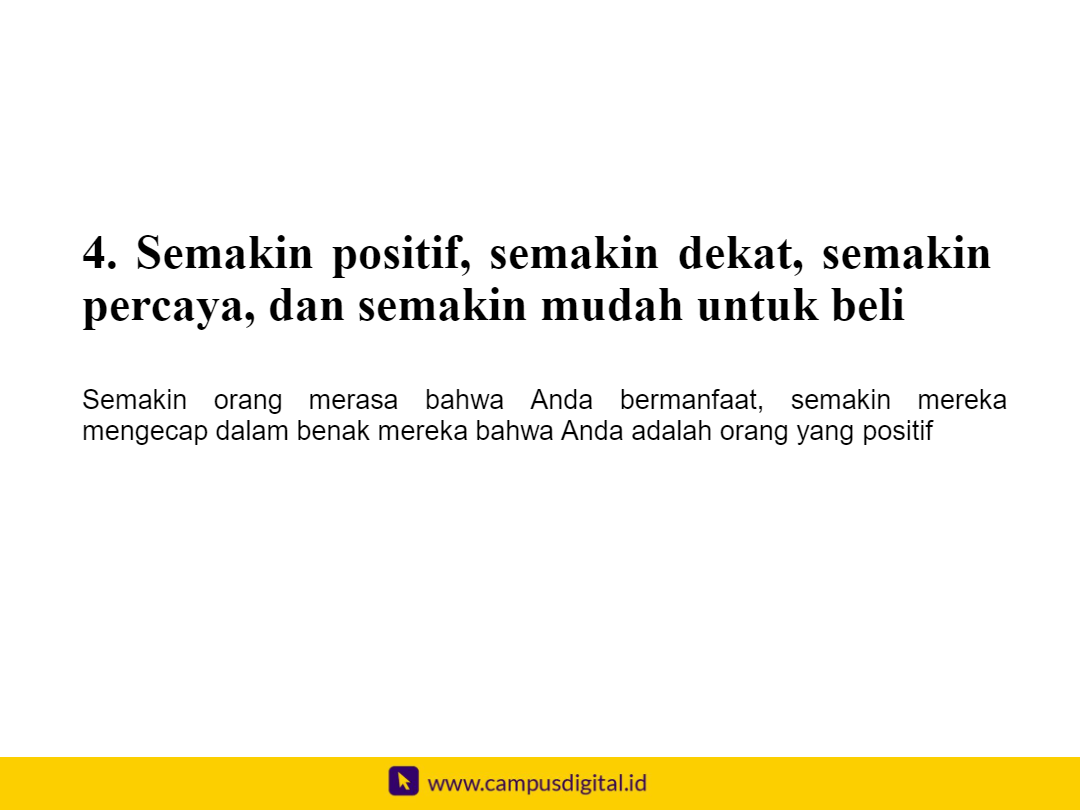 4. Semakin positif, semakin dekat, semakin
percaya, dan semakin mudah untuk beli
Semakin orang merasa bahwa Anda bermanfaat, semakin mereka
mengecap dalam benak mereka bahwa Anda adalah orang yang positif
www.campusdigital.id